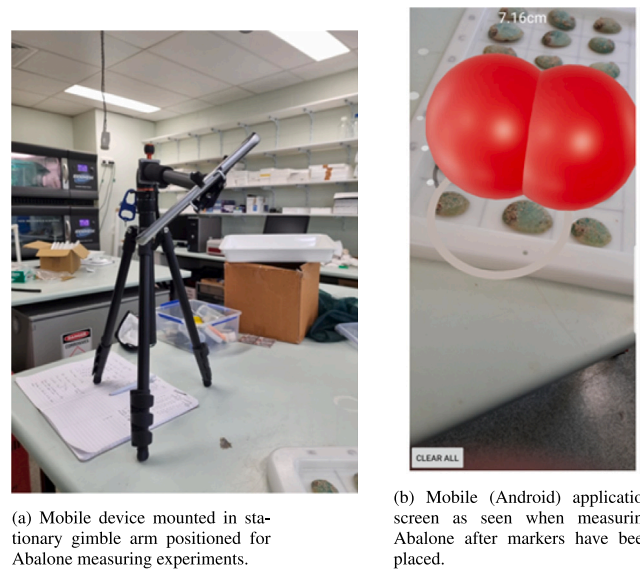 7.16cm
CLEAR ALL
(a) Mobile device mounted in sta-
tionary gimble arm positioned for
Abalone measuring experiments.
(b) Mobile (Android) applicatio
screen as seen when measurin
Abalone after markers have bee
placed.